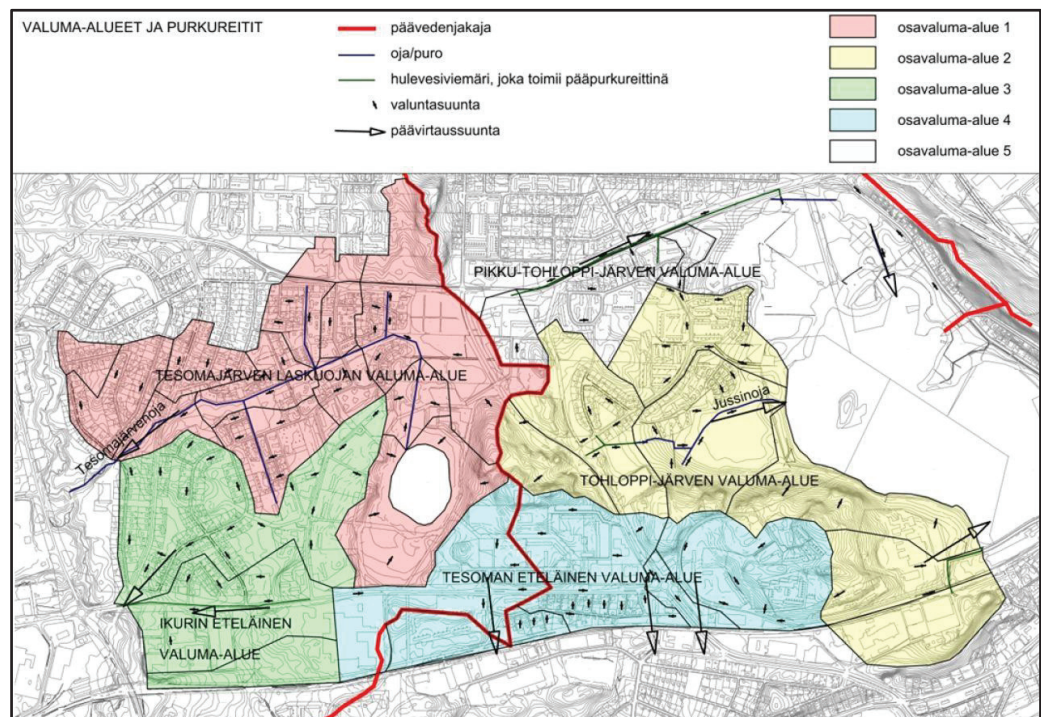 VALUMA-ALUEET JA PURKUREITIT
päävedenjakaja
oja/puro
hulevesiviemäri, joka toimii pääpurkureittinä
valuntasuunta
päävirtaussuunta
osavaluma-alue 1
osavaluma-alue 2
osavaluma-alue 3
osavaluma-alue 4
osavaluma-alue 5
PIKKU-TOHLOPPI-JÄRVEN VALUMA-ALUE
TESOMAJÄRVEN LASKUOJAN VALUMA-ALUE
Jussinoja
Tesomajärvenoja
TOHLOPPI-JÄRVEN VALUMA-ALUE
TESOMAN ETELÄINEN VALUMA-ALUE
IKURIN ETELÄINEN
VALUMA-ALUE